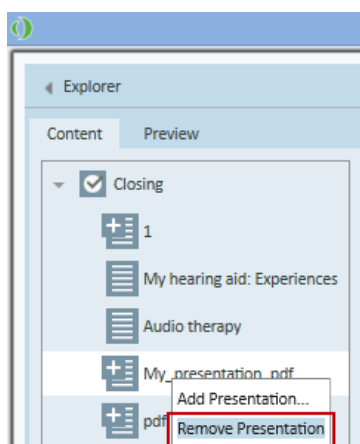 Explorer
Content Preview
Closing
1
My hearing aid: Experiences
Audio therapy
My_presentation_pdf
Add Presentation...
pdf
Remove Presentation